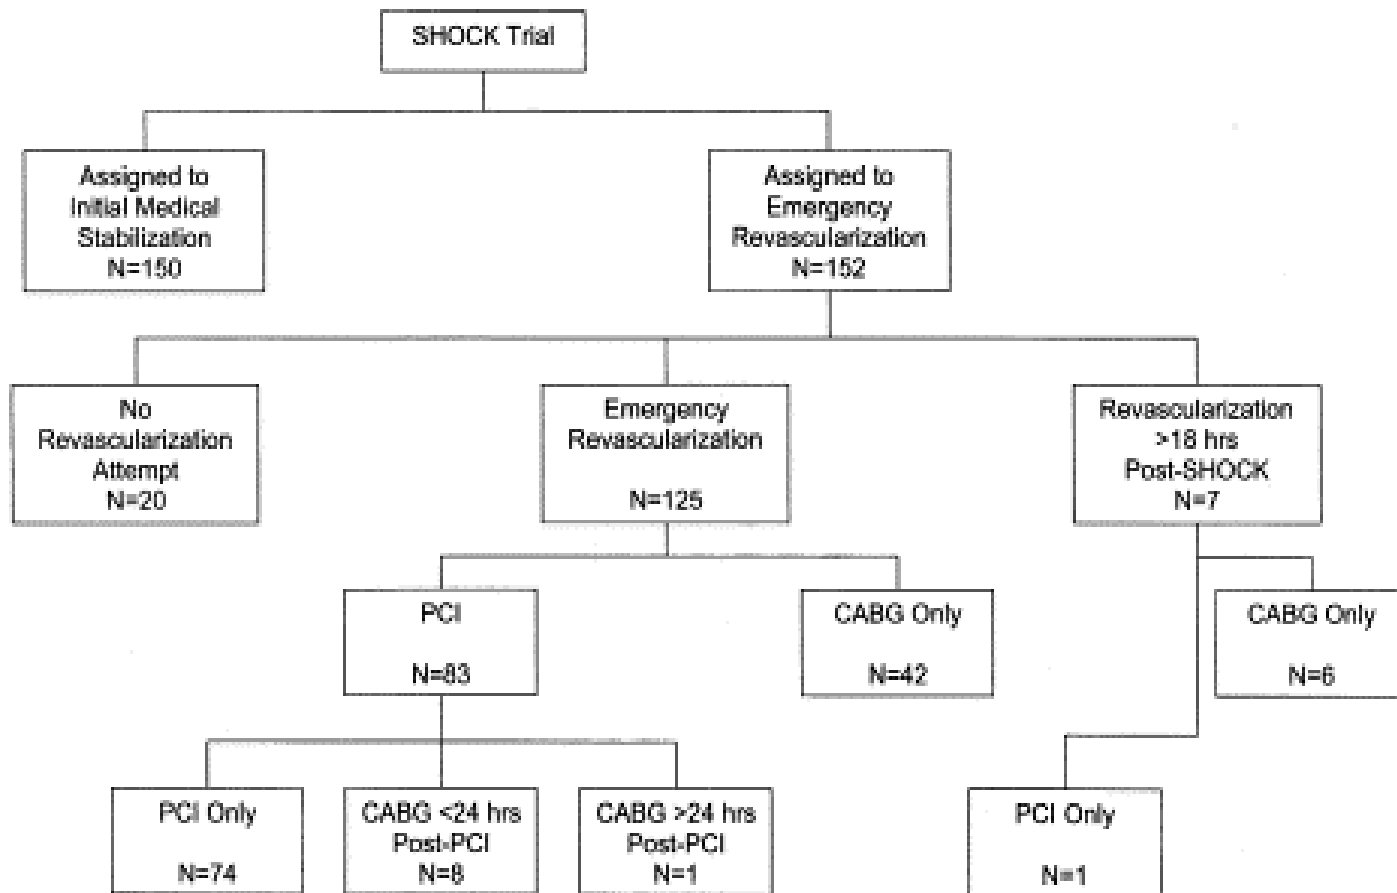 SHOCK Trial
Assigned to
Initial Medical
Stabilization
N=150
Assigned to
Emergency
Revascularization
N=152
No
Revascularization
Attempt
N=20
Emergency
Revascularization
N=125
Revascularization
>18 hrs
Post-SHOCK
N=7
PCI
N=83
CABG Only
N=42
CABG Only
N=6
PCI Only
N=74
CABG <24 hrs
Post-PCI
N=8
CABG >24 hrs
Post-PCI
N=1
PCI Only
N=1